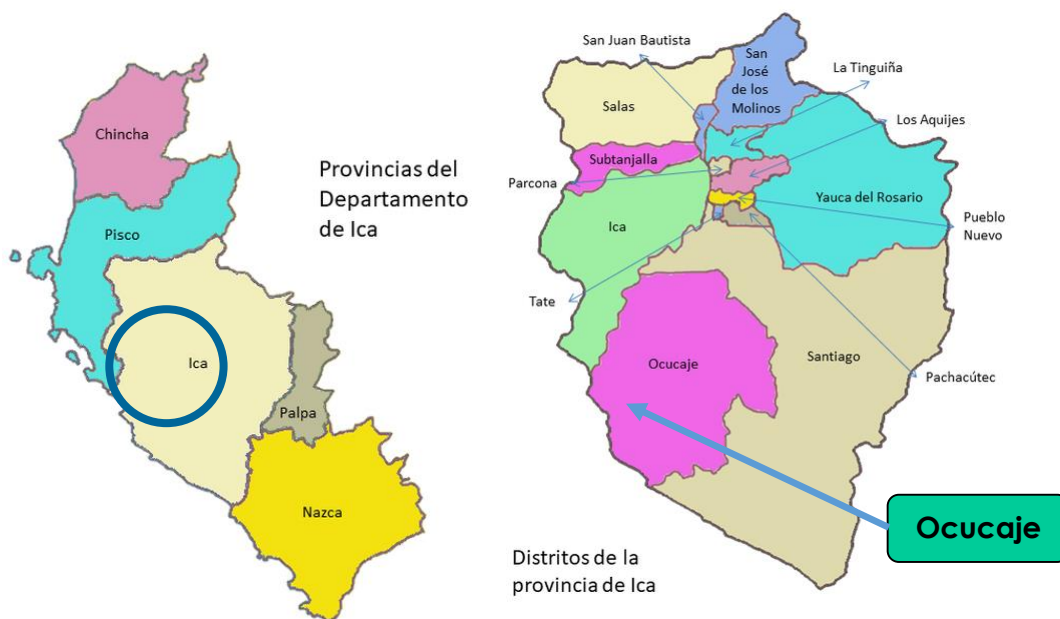 Chincha
Provincias del
Departamento
de Ica
Pisco
Ica
Palpa
Nazca
San Juan Bautista
San
José
de los
Molinos
La Tinguiña
Salas
Los Aquijes
Subtanjalla
Parcona
Yauca del Rosario
Ica
Pueblo
Nuevo
Tate
Ocucaje
Santiago
Pachacútec
Ocucaje
Distritos de la
provincia de Ica